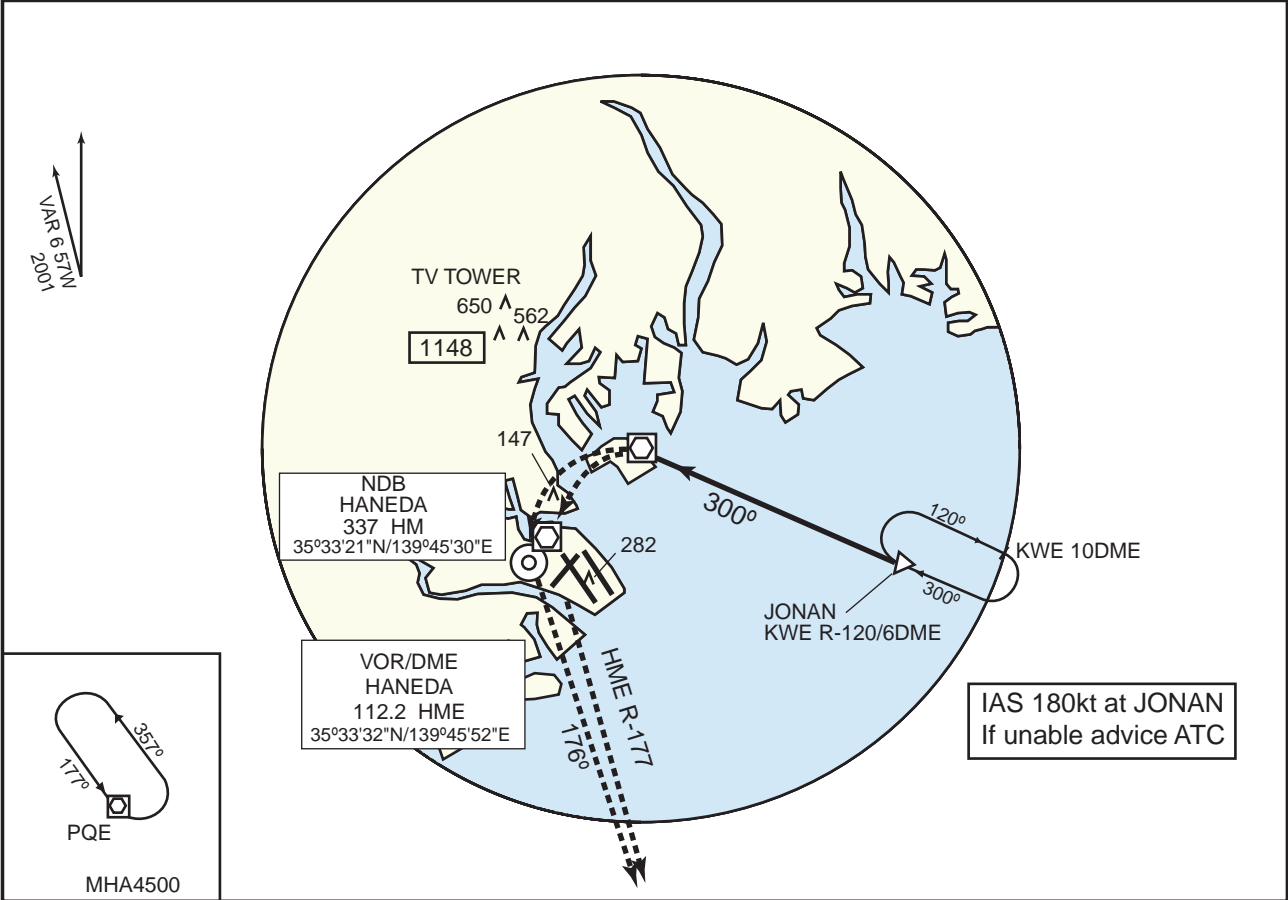 VAR 6 57W
2001
TV TOWER
650
562
1148
147
NDB
HANEDA
337 HM
35º33'21"N/139º45'30"E
282
300º
120º
KWE 10DME
300º
JONAN
KWE R-120/6DME
VOR/DME
HANEDA
112.2 HME
35º33'32"N/139º45'52"E
HME R-177
176º
IAS 180kt at JONAN
If unable advice ATC
357º
177º
PQE
MHA4500